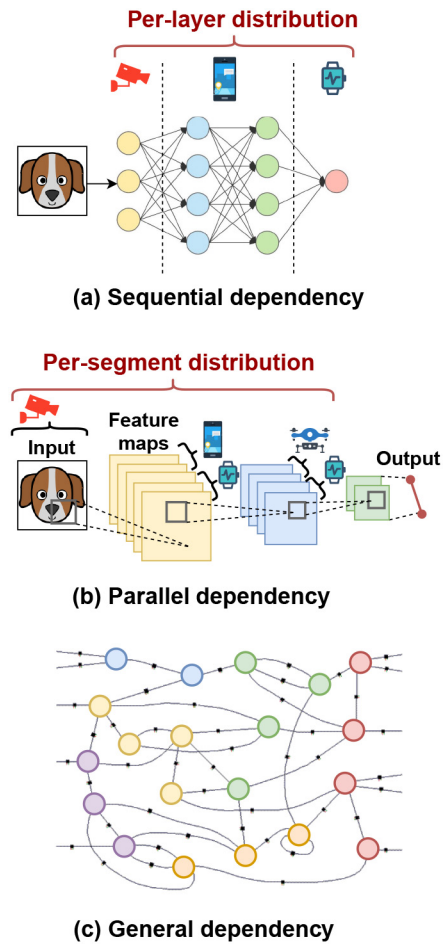 Per-layer distribution
(a) Sequential dependency
Per-segment distribution
Input
Feature
maps
Output
(b) Parallel dependency
(c) General dependency